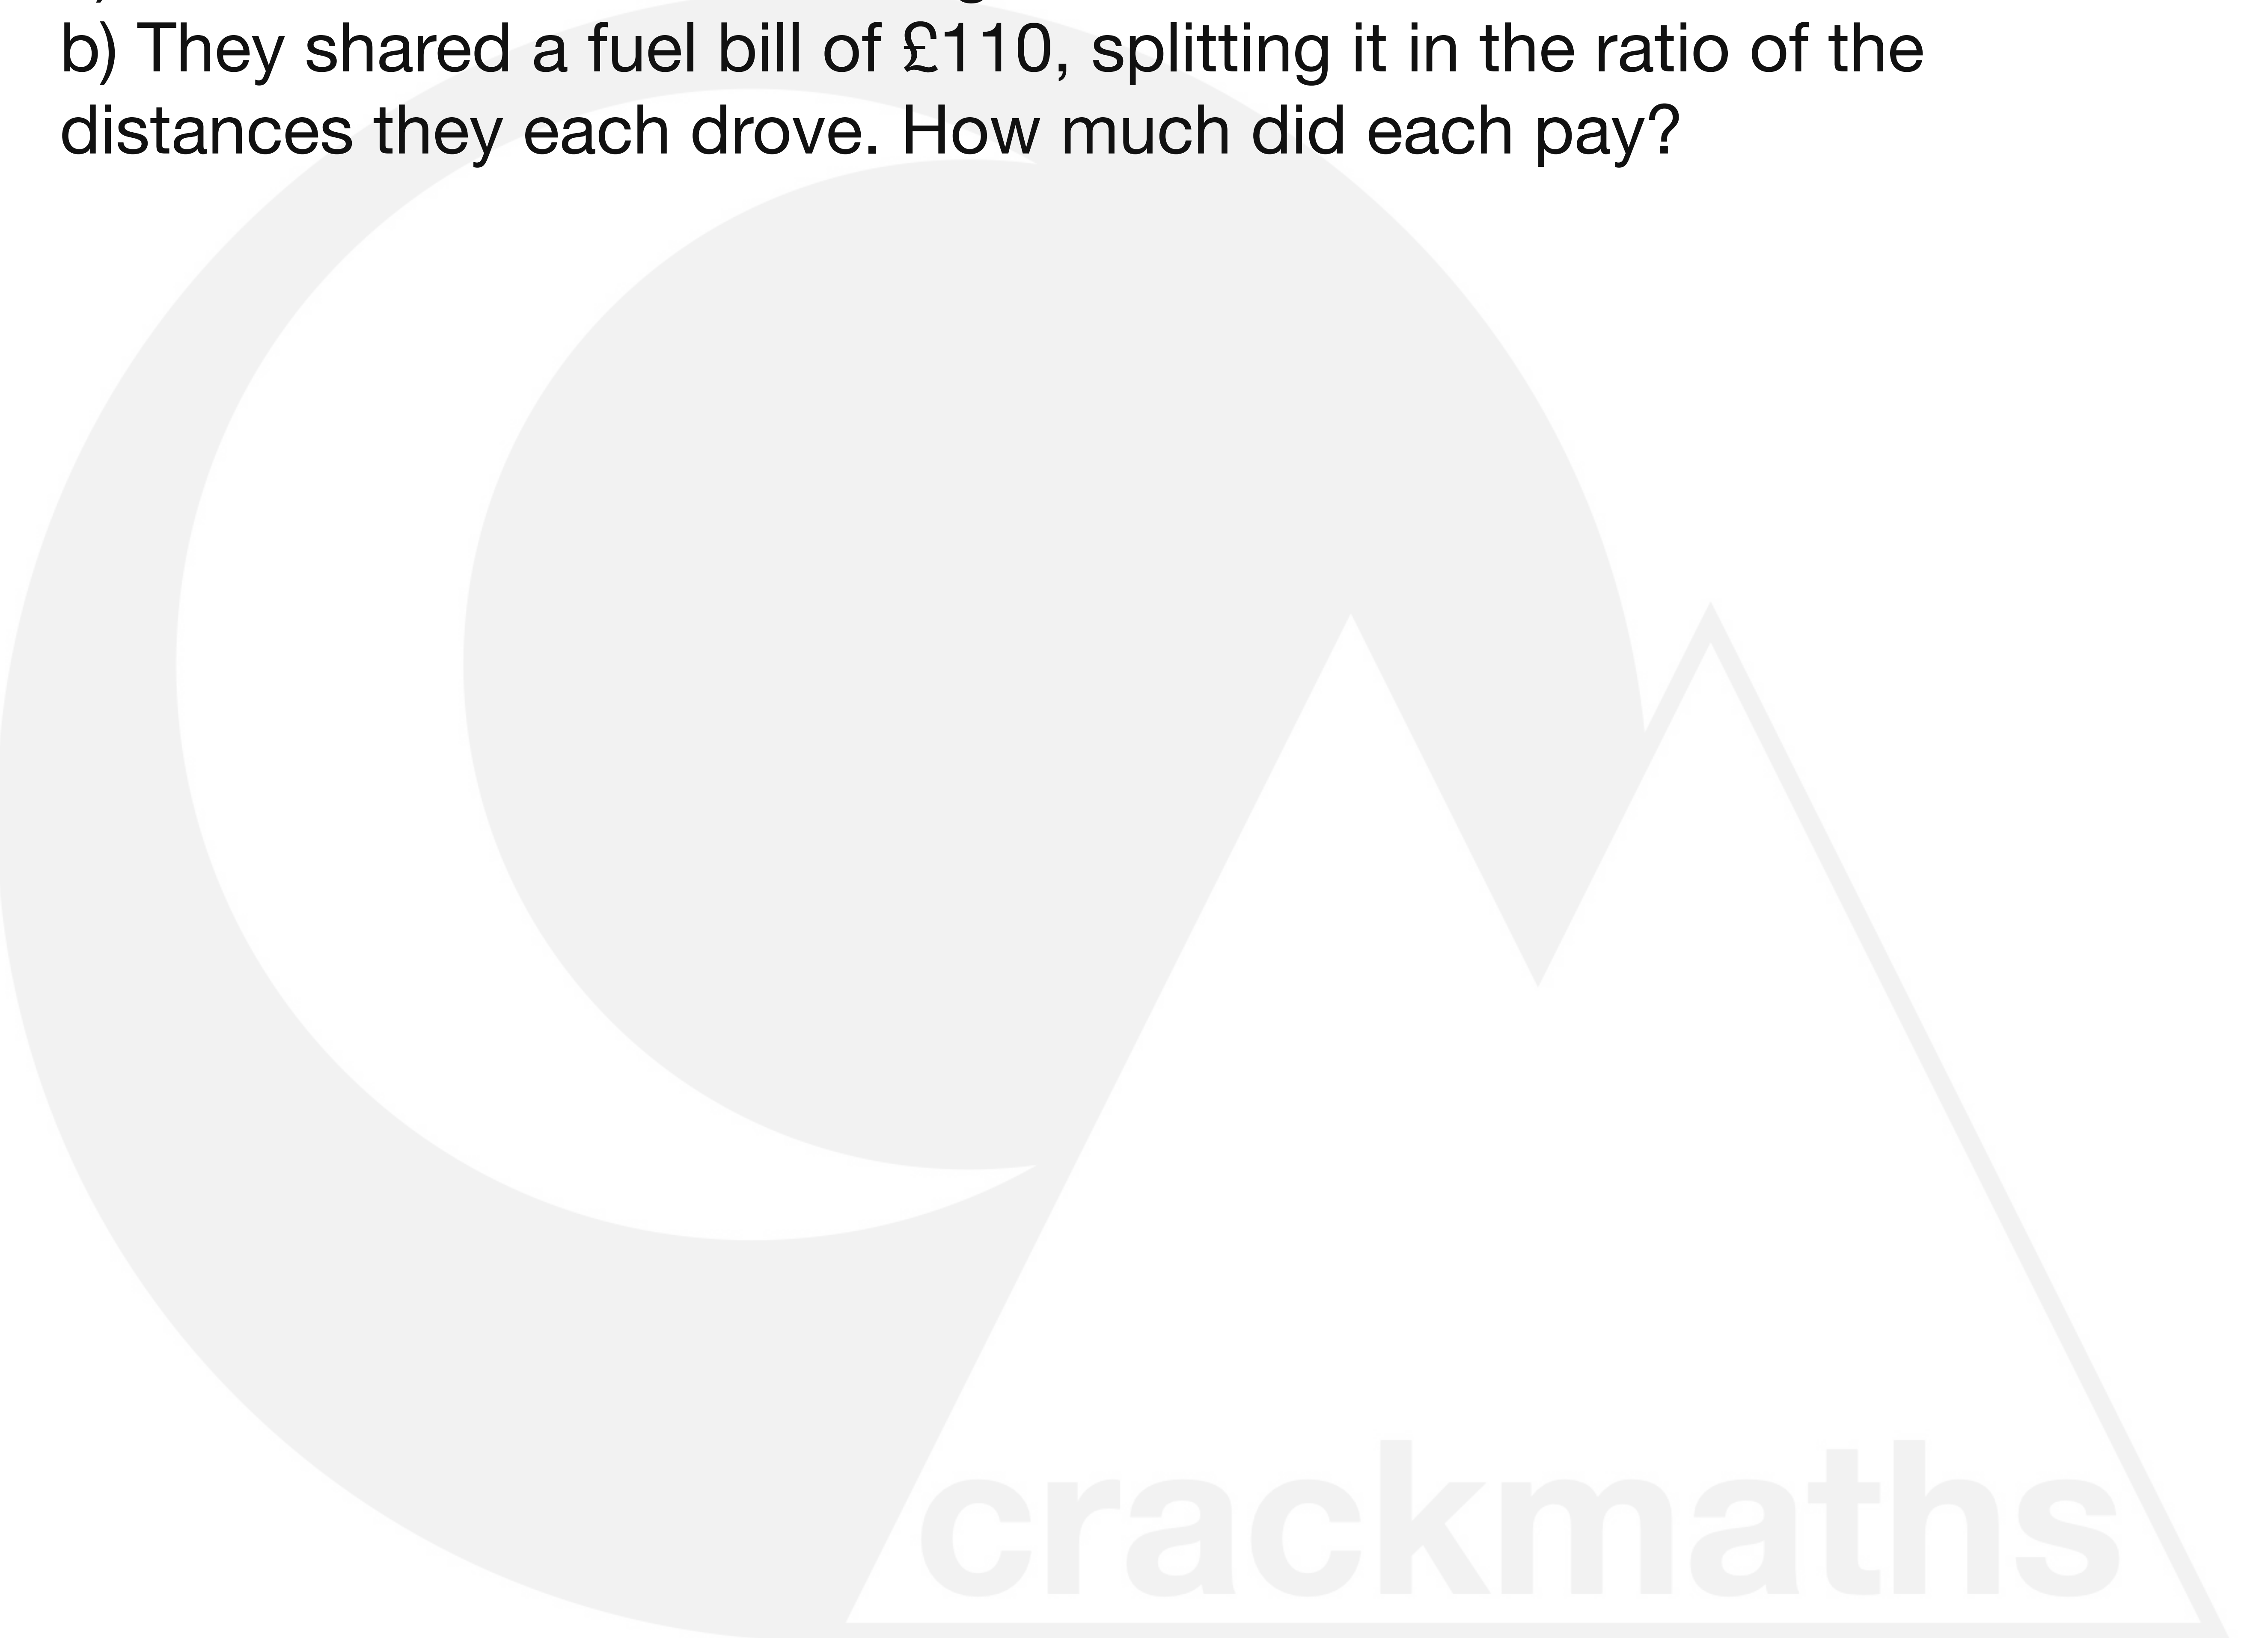 b) They shared a fuel bill of £110, splitting it in the ratio of the
distances they each drove. How much did each pay?
crackmaths